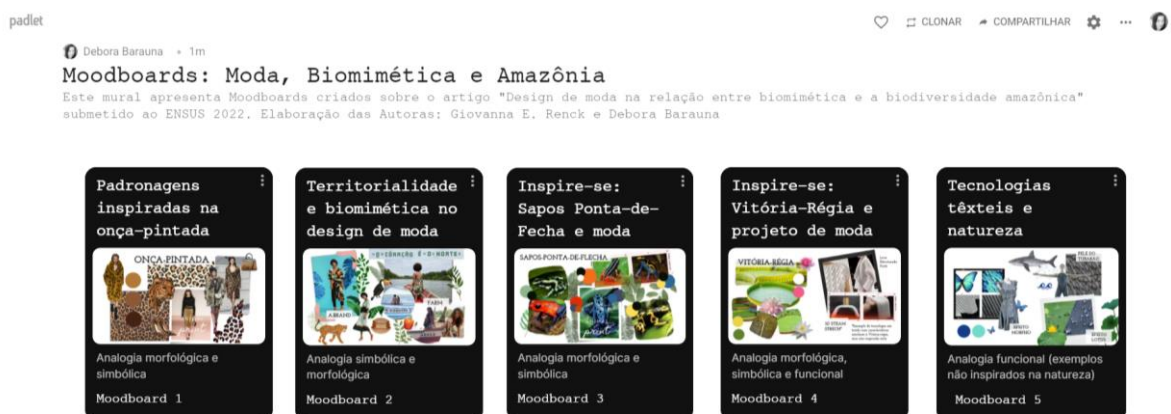 padlet
CLONAR
COMPARTILHAR
Debora Barauna • 1m
Moodboards: Moda, Biomimética e Amazônia
Este mural apresenta Moodboards criados sobre o artigo "Design de moda na relação entre biomimética e a biodiversidade amazônica"
submetido ao ENSUS 2022. Elaboração das Autoras: Giovanna E. Renck e Debora Barauna
Padronagens
inspiradas na
onça-pintada
ONÇA-PINTADA
Analogia morfológica e
simbólica
Moodboard 1
Territorialidade
e biomimética no
design de moda
FARM
Analogia simbólica e
morfológica
Moodboard 2
Inspire-se:
Sapos Ponta-de-
Fecha e moda
SAPOS-PONTA-DE-FLECHA
print
Analogia morfológica e
simbólica
Moodboard 3
Inspire-se:
Vitória-Régia e
projeto de moda
VITÓRIA-RÉGIA
Analogia morfológica,
simbólica e funcional
Moodboard 4
Tecnologias
têxteis e
natureza
PELE DO
TUBARÃO
EFEITO
MORPHO
EFEITO
LÓTUS
Analogia funcional (exemplos
não inspirados na natureza)
Moodboard 5